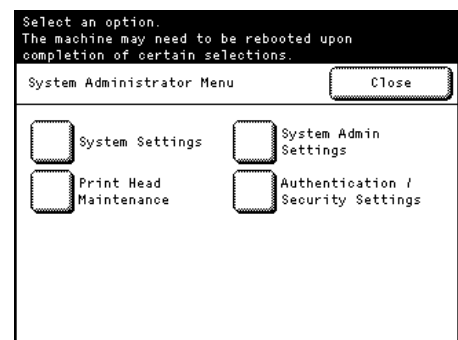 Select an option.
The machine may need to be rebooted upon
completion of certain selections.
System Administrator Menu
Close
System Settings
System Admin
Settings
Print Head
Maintenance
Authentication /
Security Settings